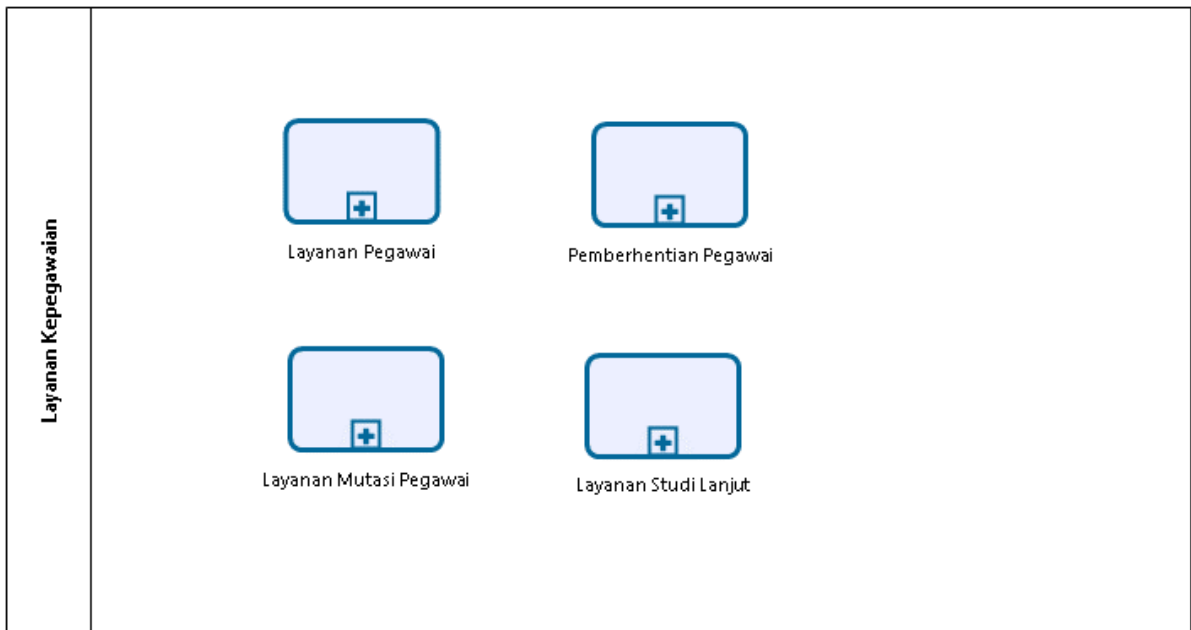 Layanan Kepegawaian
Layanan Pegawai
Pemberhentian Pegawai
Layanan Mutasi Pegawai
Layanan Studi Lanjut